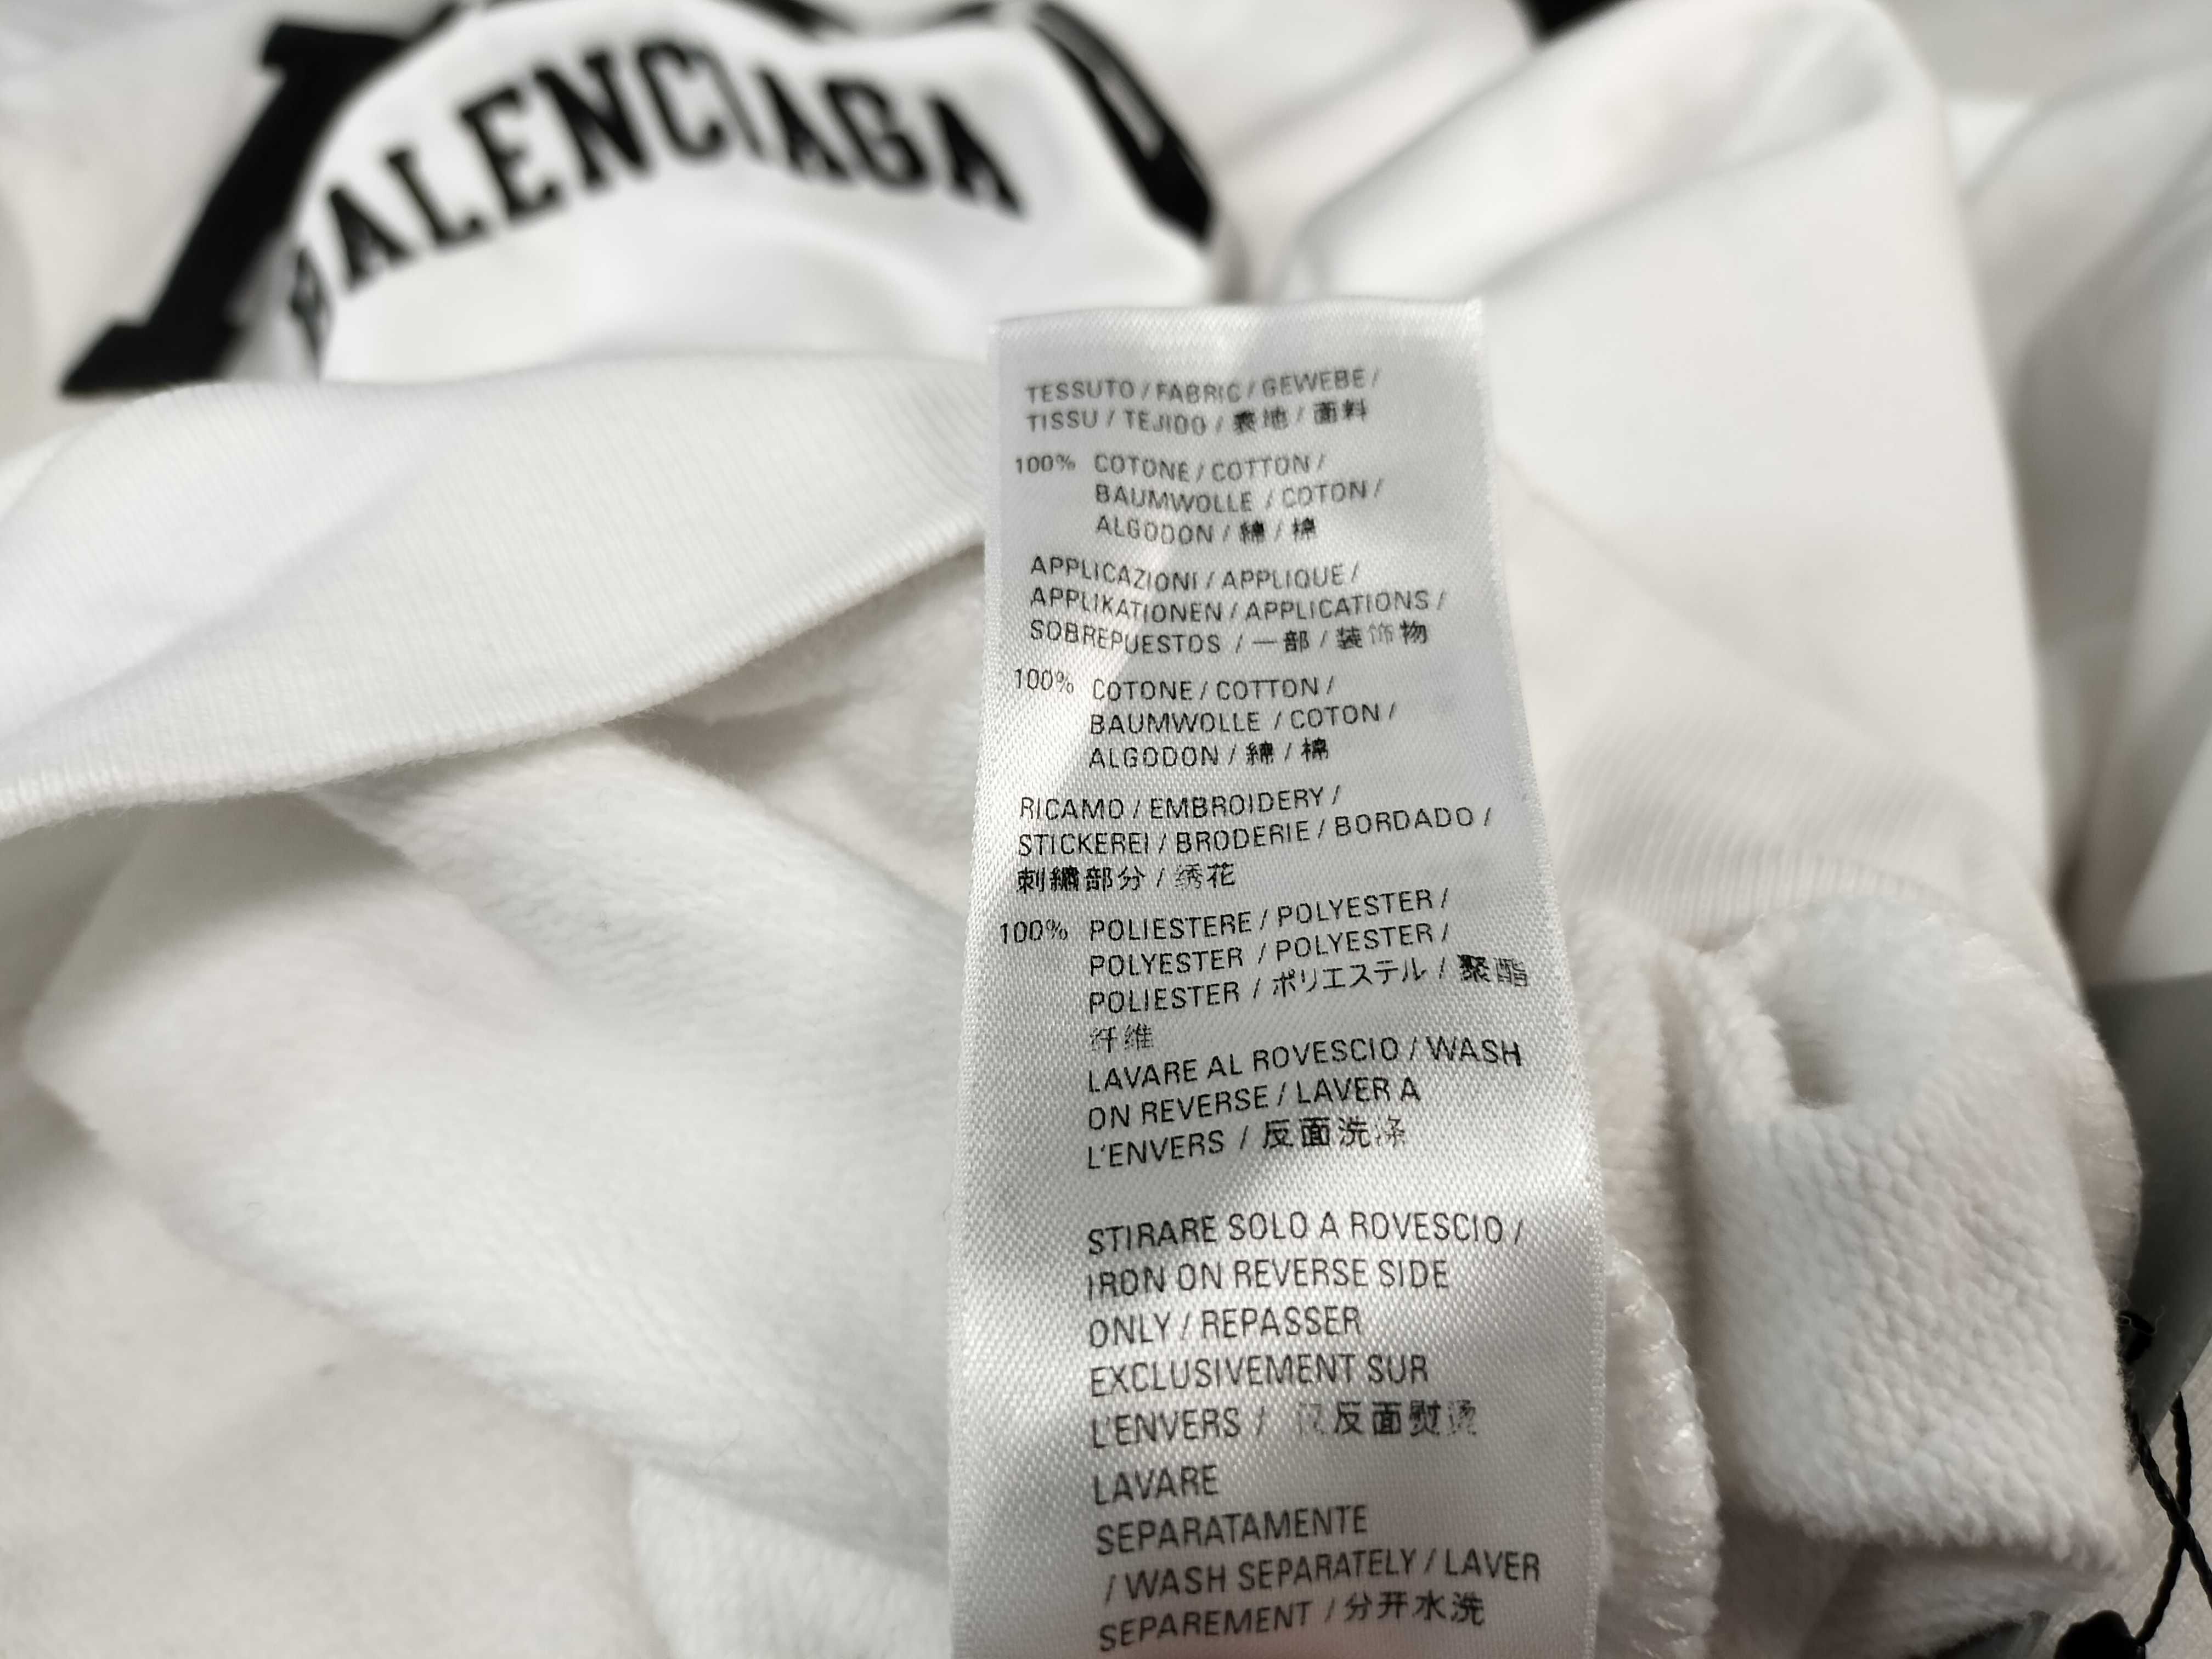 BALENCIAGA
TESSUTO / FABRIC / GEWEBE /
TISSU / TEJIDO / 表地 / 面料
100% COTONE / COTTON /
BAUMWOLLE / COTON /
ALGODON / 綿 / 棉
APPLICAZIONI / APPLIQUE /
APPLIKATIONEN / APPLICATIONS /
SOBREPUESTOS / 一部 / 装饰物
100% COTONE / COTTON /
BAUMWOLLE / COTON /
ALGODON / 綿 / 棉
RICAMO / EMBROIDERY /
STICKEREI / BRODERIE / BORDADO /
刺繍部分 / 绣花
100% POLIESTERE / POLYESTER /
POLYESTER / POLYESTER /
POLIESTER / ポリエステル / 聚酯
纤维
LAVARE AL ROVESCIO / WASH
ON REVERSE / LAVER A
L'ENVERS / 反面洗涤
STIRARE SOLO A ROVESCIO /
IRON ON REVERSE SIDE
ONLY / REPASSER
EXCLUSIVEMENT SUR
L'ENVERS / 仅反面熨烫
LAVARE
SEPARATAMENTE
/ WASH SEPARATELY / LAVER
SEPAREMENT / 分开水洗